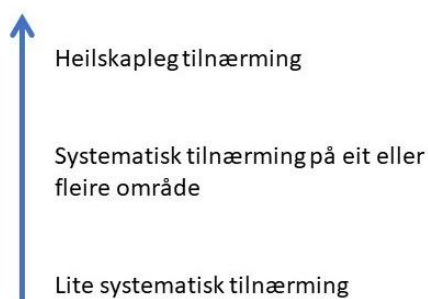 Heilskapleg tilnærming
Systematisk tilnærming på eit eller
fleire område
Lite systematisk tilnærming